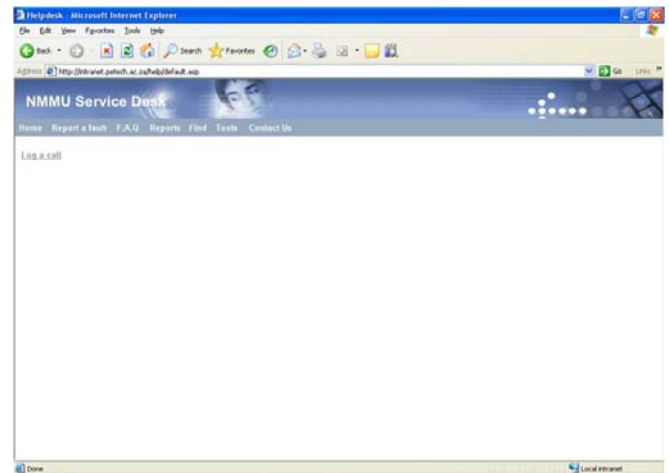 Helpdesk - Microsoft Internet Explorer
File Edit View Favorites Tools Help
Back Search Favorites
Address http://intranet.petech.ac.za/help/default.asp Go Links »
NMMU Service Desk
Home Report a fault F.A.Q Reports Find Tools Contact Us
Log a call
Done Local intranet